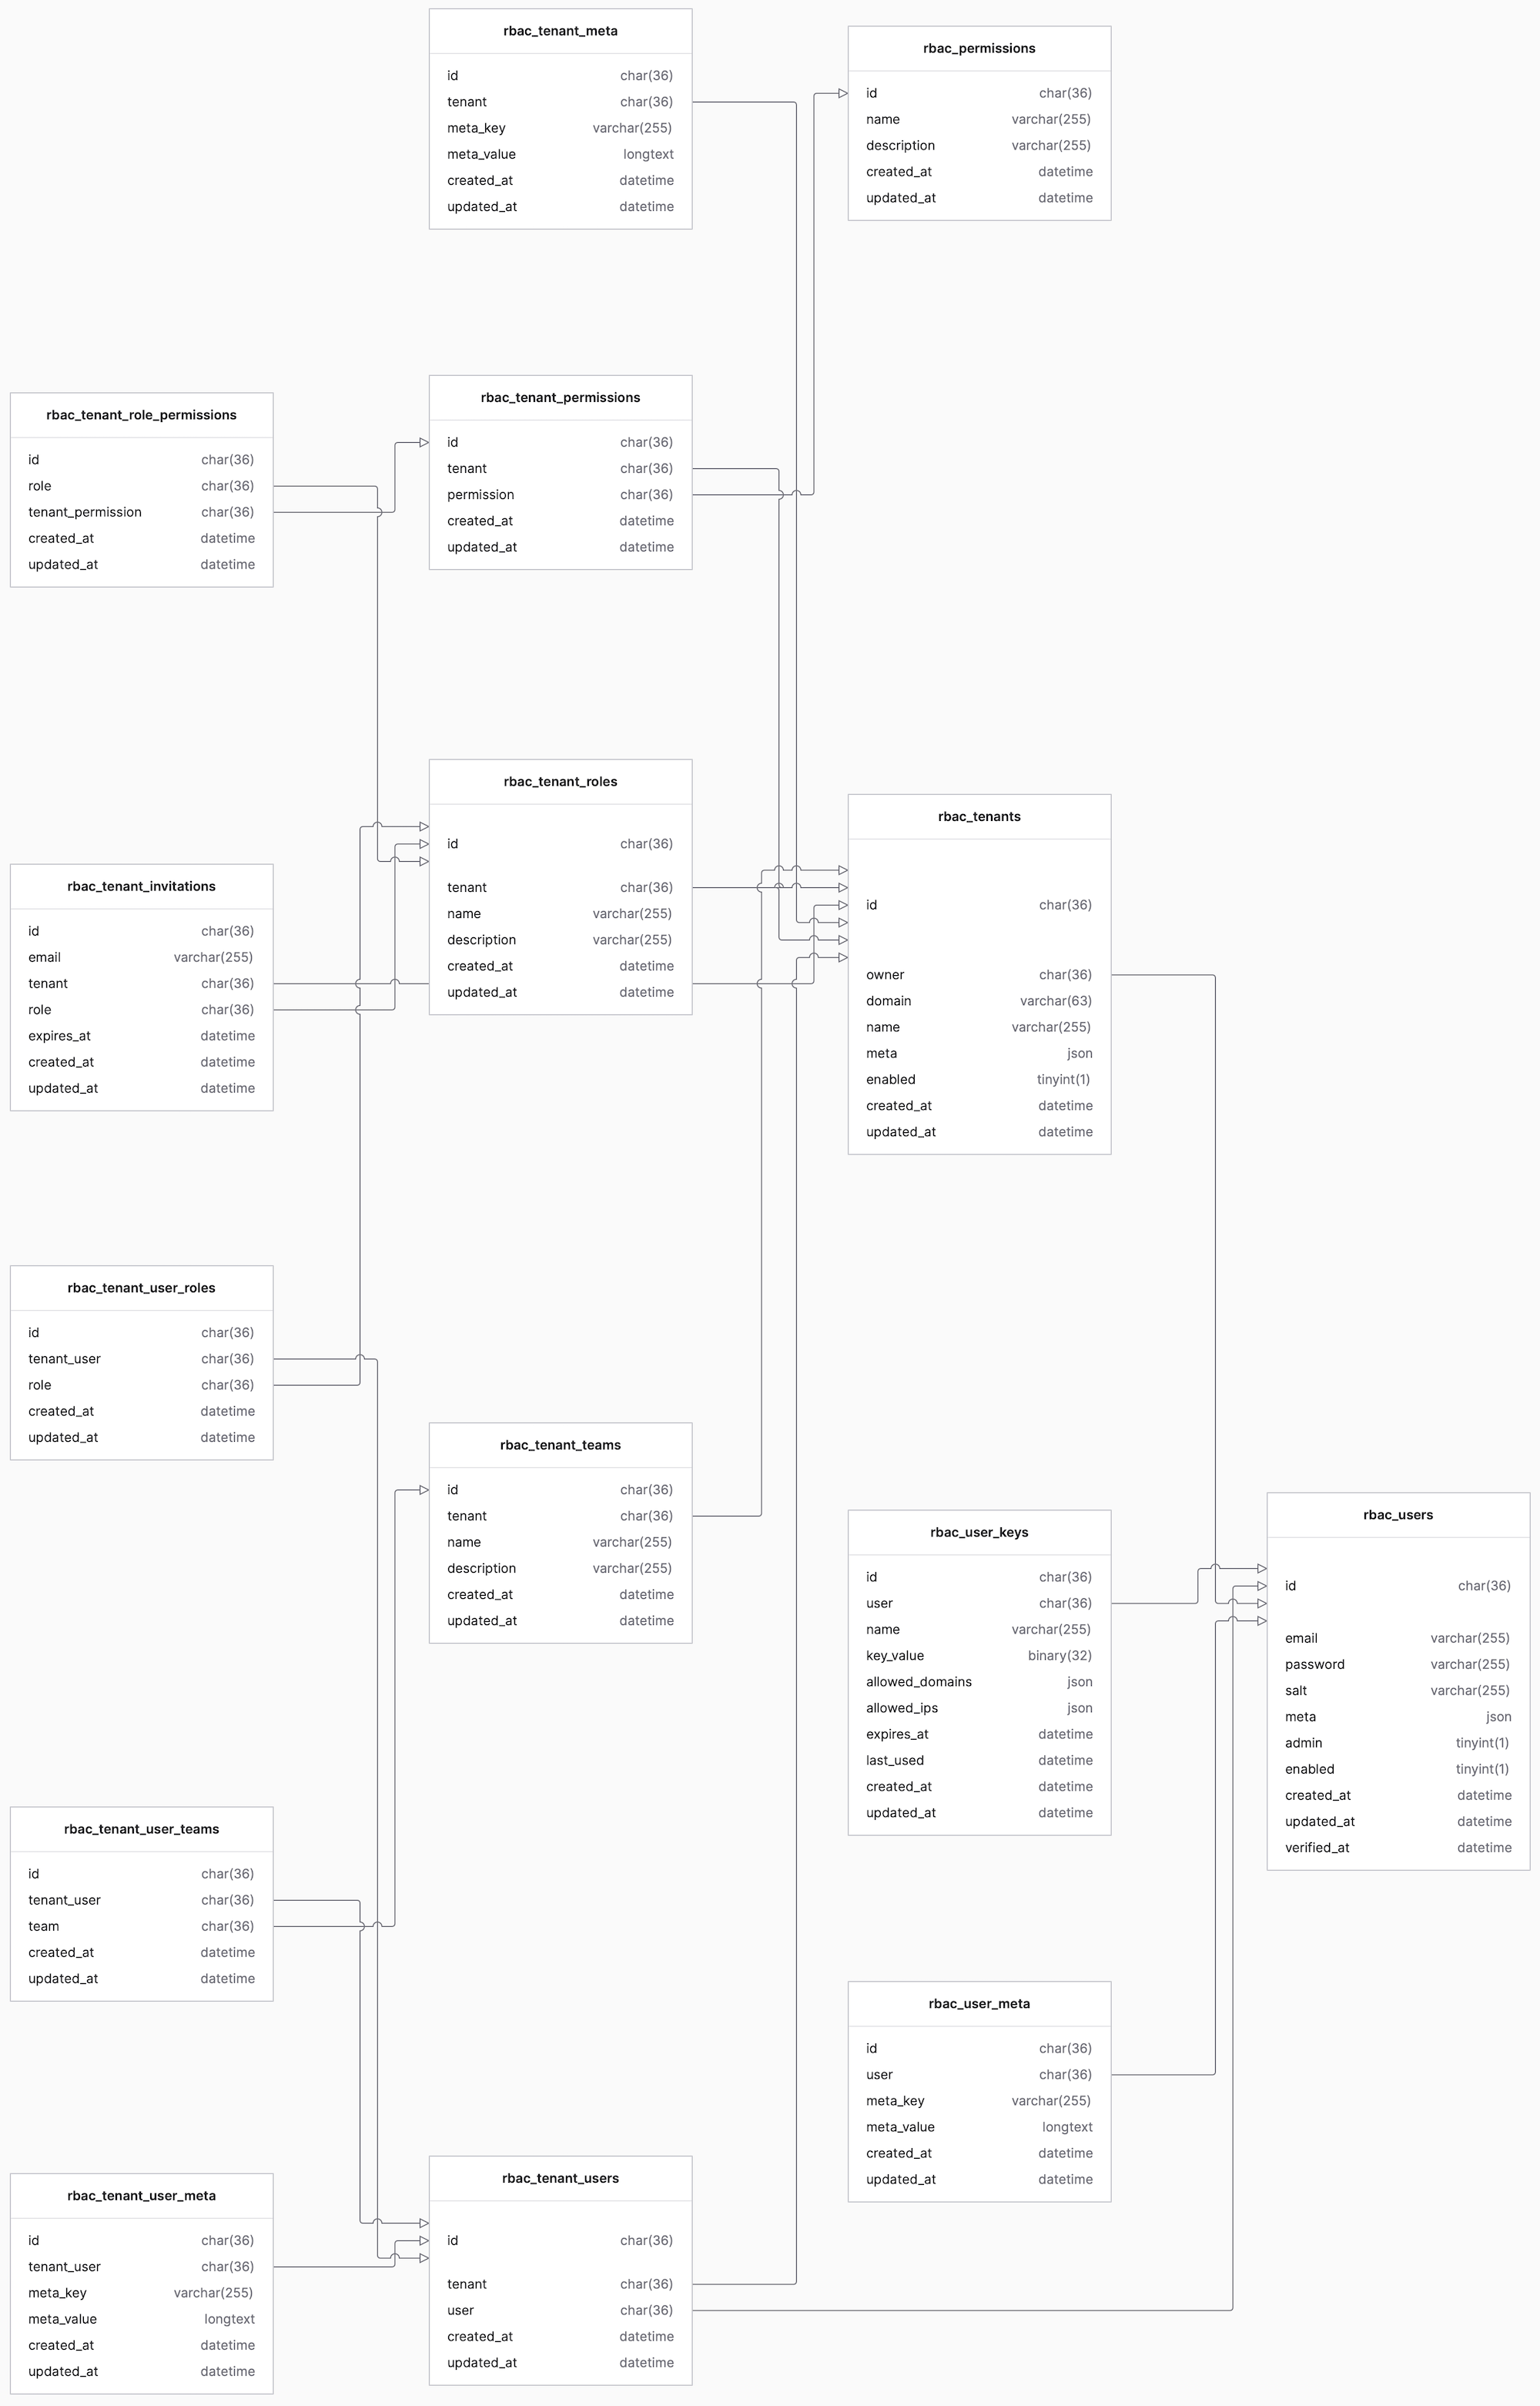 rbac_tenant_meta
id char(36)
tenant char(36)
meta_key varchar(255)
meta_value longtext
created_at datetime
updated_at datetime
rbac_permissions
id char(36)
name varchar(255)
description varchar(255)
created_at datetime
updated_at datetime
rbac_tenant_role_permissions
id char(36)
role char(36)
tenant_permission char(36)
created_at datetime
updated_at datetime
rbac_tenant_permissions
id char(36)
tenant char(36)
permission char(36)
created_at datetime
updated_at datetime
rbac_tenant_roles
id char(36)
tenant char(36)
name varchar(255)
description varchar(255)
created_at datetime
updated_at datetime
rbac_tenants
id char(36)
owner char(36)
domain varchar(63)
name varchar(255)
meta json
enabled tinyint(1)
created_at datetime
updated_at datetime
rbac_tenant_invitations
id char(36)
email varchar(255)
tenant char(36)
role char(36)
expires_at datetime
created_at datetime
updated_at datetime
rbac_tenant_user_roles
id char(36)
tenant_user char(36)
role char(36)
created_at datetime
updated_at datetime
rbac_tenant_teams
id char(36)
tenant char(36)
name varchar(255)
description varchar(255)
created_at datetime
updated_at datetime
rbac_user_keys
id char(36)
user char(36)
name varchar(255)
key_value binary(32)
allowed_domains json
allowed_ips json
expires_at datetime
last_used datetime
created_at datetime
updated_at datetime
rbac_users
id char(36)
email varchar(255)
password varchar(255)
salt varchar(255)
meta json
admin tinyint(1)
enabled tinyint(1)
created_at datetime
updated_at datetime
verified_at datetime
rbac_tenant_user_teams
id char(36)
tenant_user char(36)
team char(36)
created_at datetime
updated_at datetime
rbac_user_meta
id char(36)
user char(36)
meta_key varchar(255)
meta_value longtext
created_at datetime
updated_at datetime
rbac_tenant_user_meta
id char(36)
tenant_user char(36)
meta_key varchar(255)
meta_value longtext
created_at datetime
updated_at datetime
rbac_tenant_users
id char(36)
tenant char(36)
user char(36)
created_at datetime
updated_at datetime